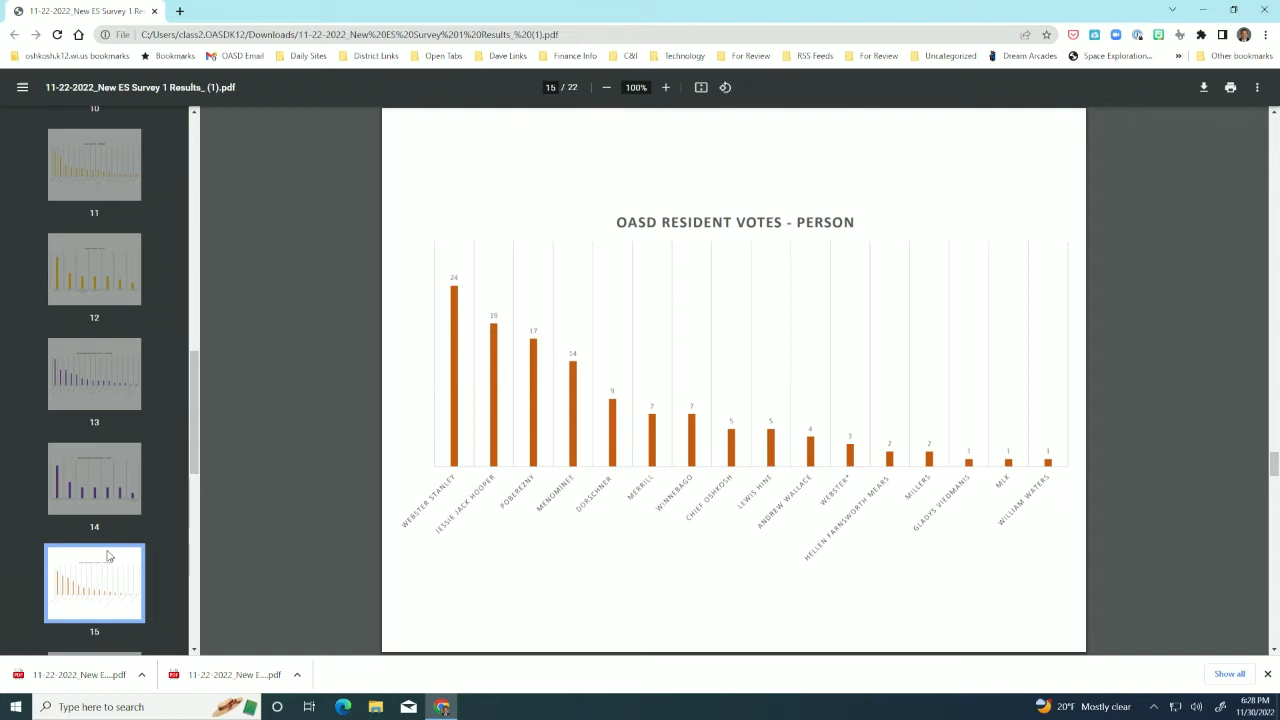 11-22-2022_New ES Survey 1 Re
File
C:/Users/class2.OASDK12/Downloads/11-22-2022_New%20ES%20Survey%201%20Results_%20(1).pdf
oshkosh.k12.wi.us bookmarks
Bookmarks
OASD Email
Daily Sites
District Links
Open Tabs
Dave Links
Finance Info
C&I
Technology
For Review
RSS Feeds
For Review
Uncategorized
Dream Arcades
Space Exploration...
»
Other bookmarks
11-22-2022_New ES Survey 1 Results_ (1).pdf
15 / 22
100%
10
11
12
13
14
15
OASD RESIDENT VOTES - PERSON
24
19
17
14
9
7
7
5
5
4
3
2
2
1
1
1
WEBSTER STANLEY
JESSIE JACK HOOPER
POBEREZNY
MENOMINEE
DORSCHNER
MERRILL
WINNEBAGO
CHIEF OSHKOSH
LEWIS HINE
ANDREW WALLACE
WEBSTER*
HELLEN FARNSWORTH MEARS
MILLERS
GLADYS VIEDMANIS
MLK
WILLIAM WATERS
11-22-2022_New E....pdf
11-22-2022_New E....pdf
Show all
Type here to search
20°F Mostly clear
6:28 PM
11/30/2022